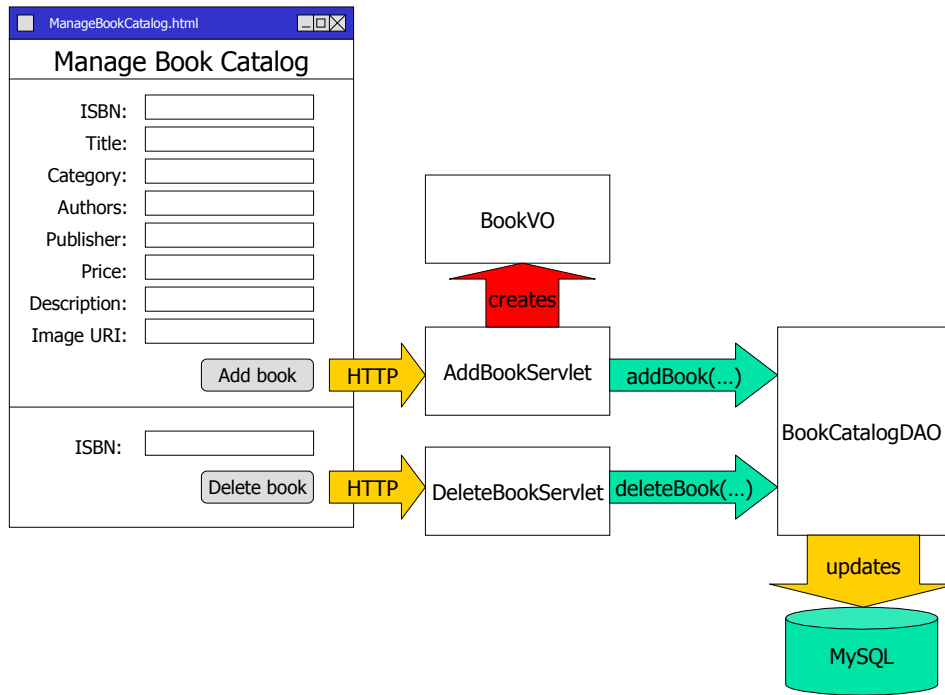 ManageBookCatalog.html
Manage Book Catalog
ISBN:
Title:
Category:
Authors:
Publisher:
Price:
Description:
Image URI:
Add book
HTTP
ISBN:
Delete book
HTTP
BookVO
creates
AddBookServlet
addBook(...)
DeleteBookServlet
deleteBook(...)
BookCatalogDAO
updates
MySQL